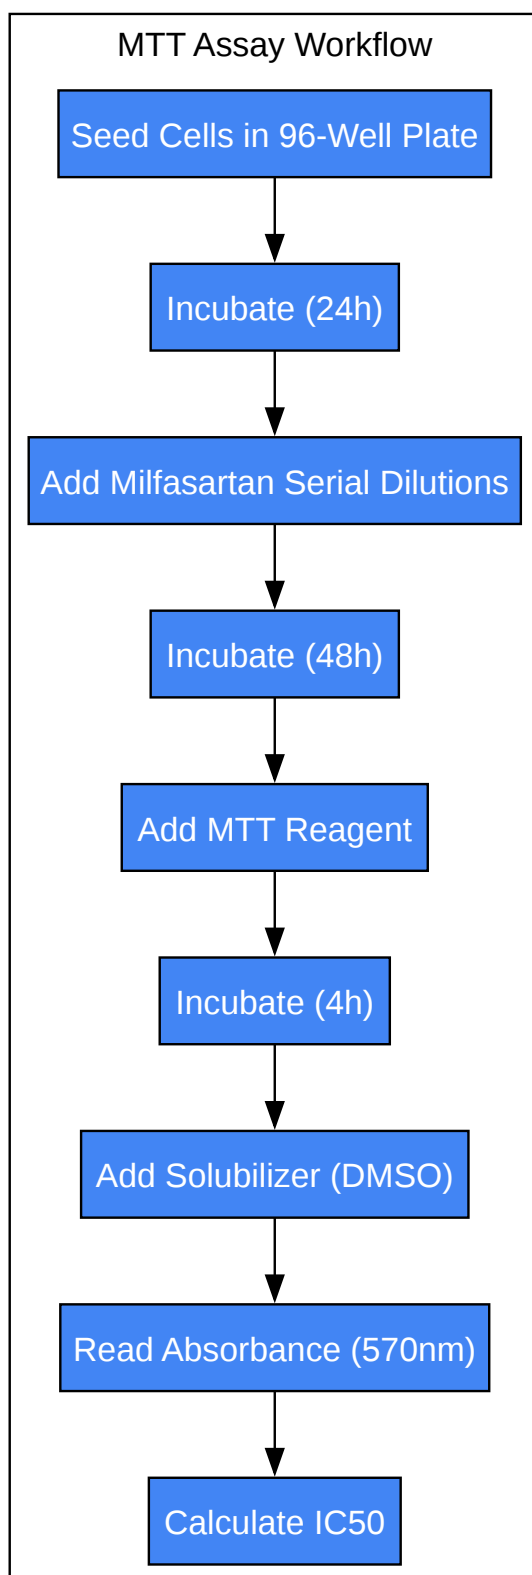 MTT Assay Workflow
Seed Cells in 96-Well Plate
Incubate (24h)
Add Milfasartan Serial Dilutions
Incubate (48h)
Add MTT Reagent
Incubate (4h)
Add Solubilizer (DMSO)
Read Absorbance (570nm)
Calculate IC50